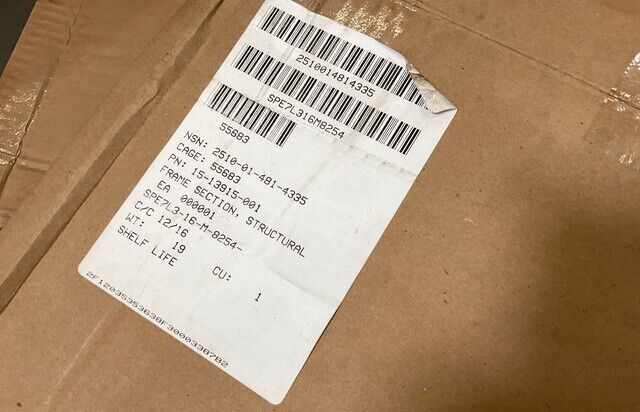 2510014814335
SPE7L316M8254
55683
NSN: 2510-01-481-4335
CAGE: 55683
PN: 15-13915-001
FRAME SECTION, STRUCTURAL
EA 000001
SPE7L3-16-M-8254-
C/C 12/16
WT: 19 CU: 1
SHELF LIFE
2F1203535363BF3000033B7B2